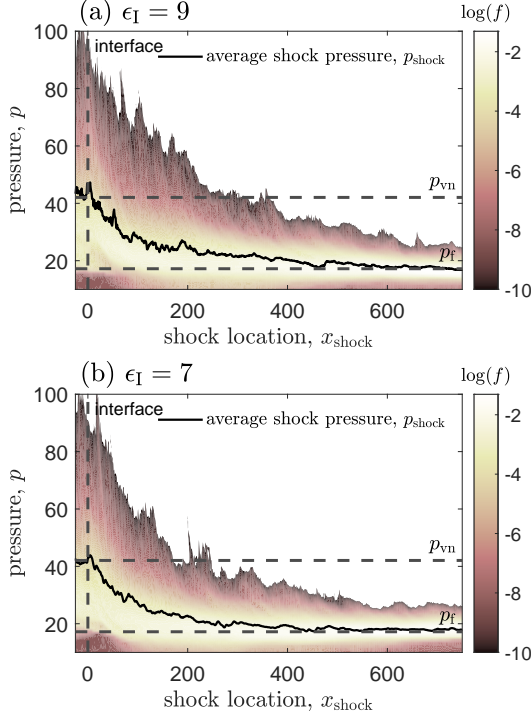 (a) ϵI = 9
log(f)
interface
average shock pressure, pshock
pvn
pf
100
80
60
40
20
pressure, p
0
200
400
600
shock location, xshock
-2
-4
-6
-8
-10
(b) ϵI = 7
log(f)
interface
average shock pressure, pshock
pvn
pf
100
80
60
40
20
pressure, p
0
200
400
600
shock location, xshock
-2
-4
-6
-8
-10